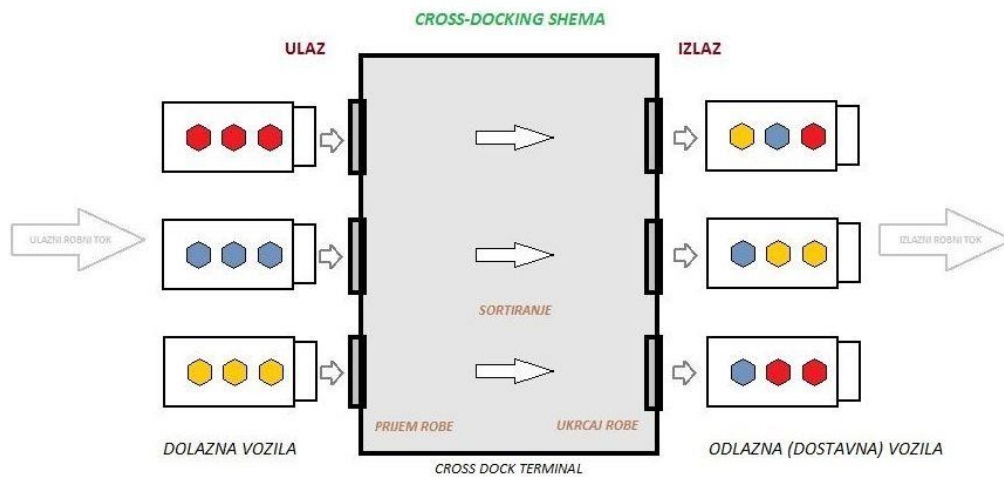 CROSS-DOCKING SHEMA
ULAZ
IZLAZ
ULAZNI ROBNI TOK
IZLAZNI ROBNI TOK
SORTIRANJE
PRIJEM ROBE
UKRCAJ ROBE
DOLAZNA VOZILA
ODLAZNA (DOSTAVNA) VOZILA
CROSS DOCK TERMINAL